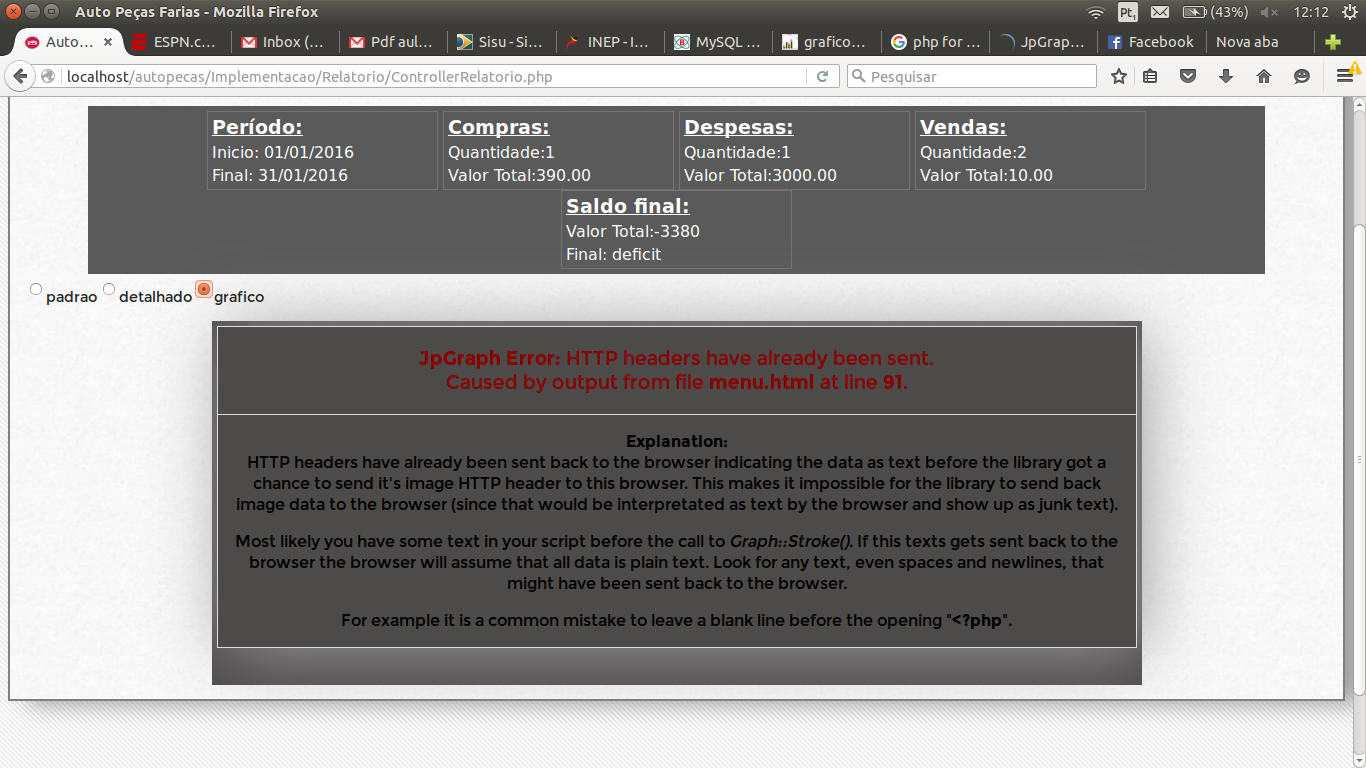 Auto Peças Farias - Mozilla Firefox
Pt1
(43%)
12:12
Auto...
ESPN.c...
Inbox (...
Pdf aul...
Sisu - Si...
INEP - I...
MySQL ...
grafico...
php for ...
JpGrap...
Facebook
Nova aba
localhost/autopecas/Implementacao/Relatorio/ControllerRelatorio.php
Pesquisar
Período:
Inicio: 01/01/2016
Final: 31/01/2016
Compras:
Quantidade:1
Valor Total:390.00
Despesas:
Quantidade:1
Valor Total:3000.00
Vendas:
Quantidade:2
Valor Total:10.00
Saldo final:
Valor Total:-3380
Final: deficit
padrao detalhado grafico
JpGraph Error: HTTP headers have already been sent.
Caused by output from file menu.html at line 91.
Explanation:
HTTP headers have already been sent back to the browser indicating the data as text before the library got a
chance to send it's image HTTP header to this browser. This makes it impossible for the library to send back
image data to the browser (since that would be interpretated as text by the browser and show up as junk text).
Most likely you have some text in your script before the call to Graph::Stroke(). If this texts gets sent back to the
browser the browser will assume that all data is plain text. Look for any text, even spaces and newlines, that
might have been sent back to the browser.
For example it is a common mistake to leave a blank line before the opening "<?php".